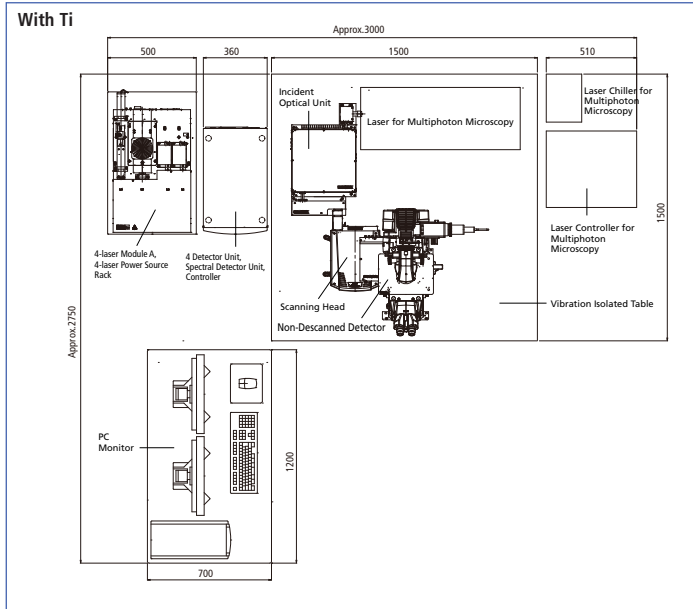 With Ti
Approx.3000
500
360
1500
510
Incident
Optical Unit
Laser for Multiphoton Microscopy
Laser Chiller for
Multiphoton
Microscopy
Laser Controller for
Multiphoton
Microscopy
1500
4-laser Module A,
4-laser Power Source
Rack
4 Detector Unit,
Spectral Detector Unit,
Controller
Scanning Head
Non-Descanned Detector
Vibration Isolated Table
Approx.2750
PC
Monitor
1200
700